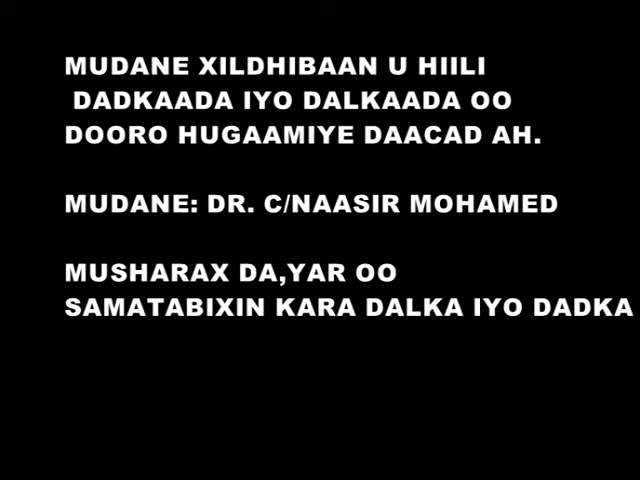 MUDANE XILDHIBAAN U HIILI
DADKAADA IYO DALKAADA OO
DOORO HUGAAMIYE DAACAD AH.
MUDANE: DR. C/NAASIR MOHAMED
MUSHARAX DA,YAR OO
SAMATABIXIN KARA DALKA IYO DADKA